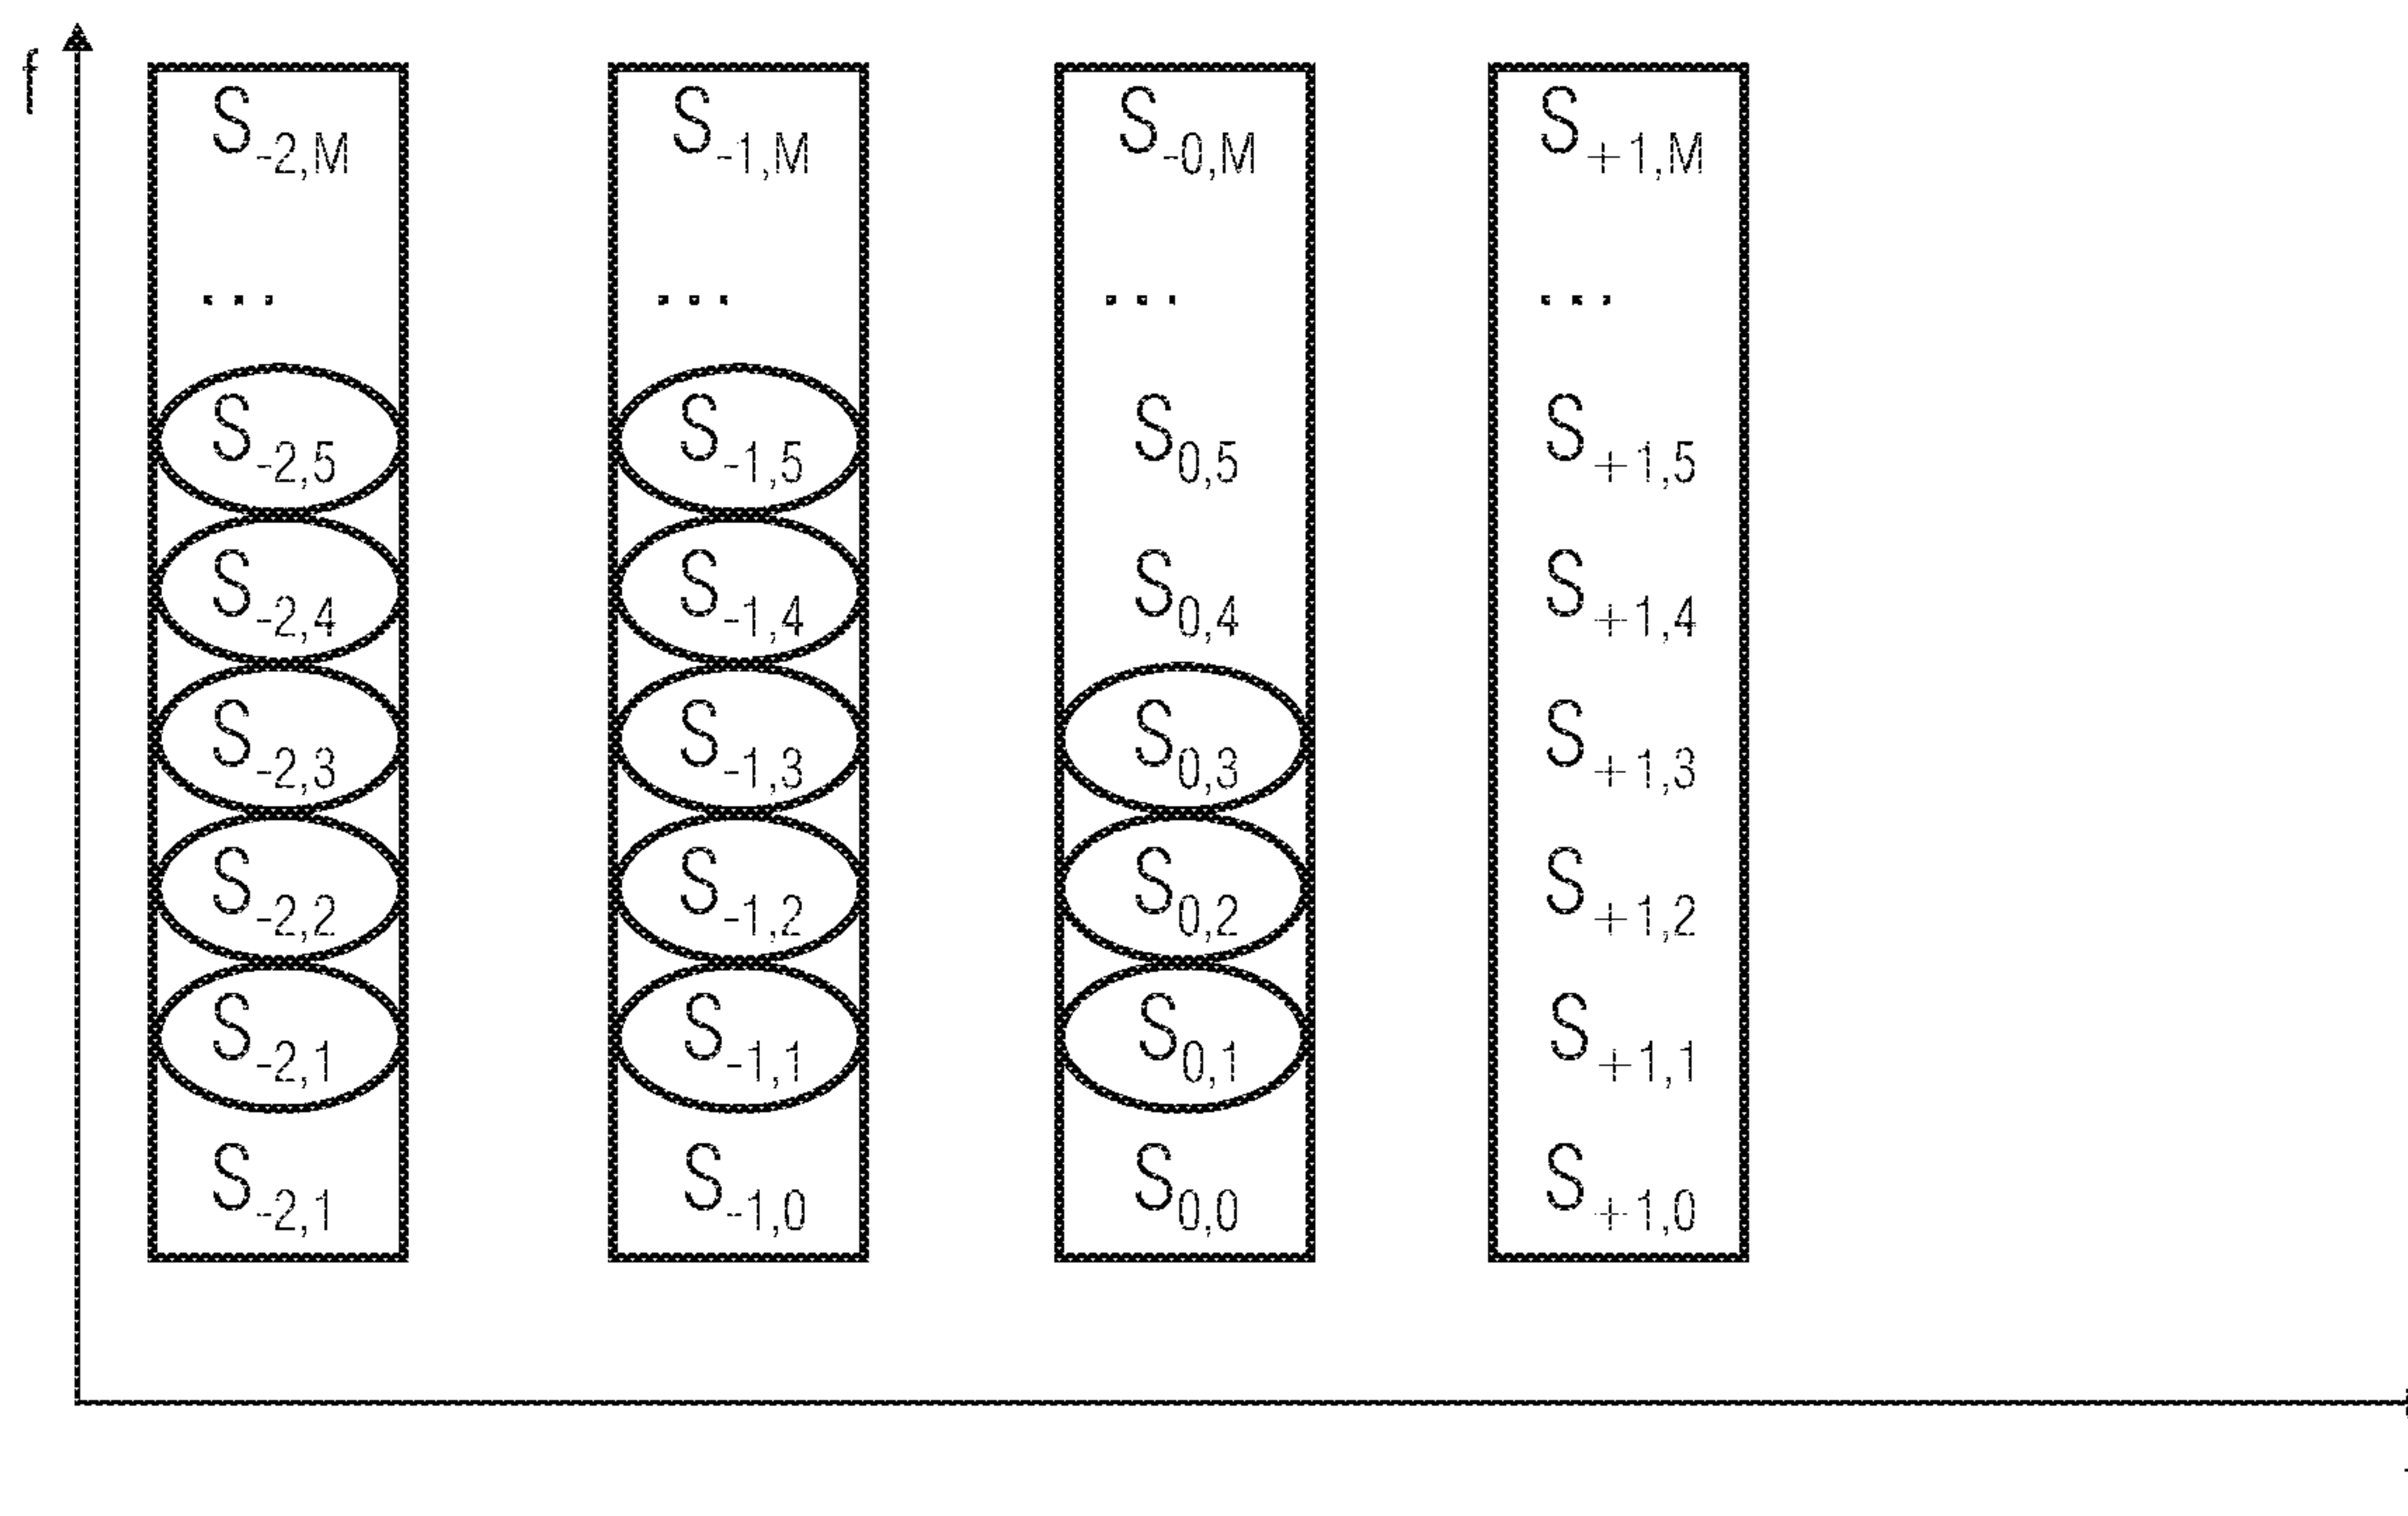 f
S-2,M S-1,M S-0,M S+1,M
... ... ... ...
S-2,5 S-1,5 S0,5 S+1,5
S-2,4 S-1,4 S0,4 S+1,4
S-2,3 S-1,3 S0,3 S+1,3
S-2,2 S-1,2 S0,2 S+1,2
S-2,1 S-1,1 S0,1 S+1,1
S-2,1 S-1,0 S0,0 S+1,0